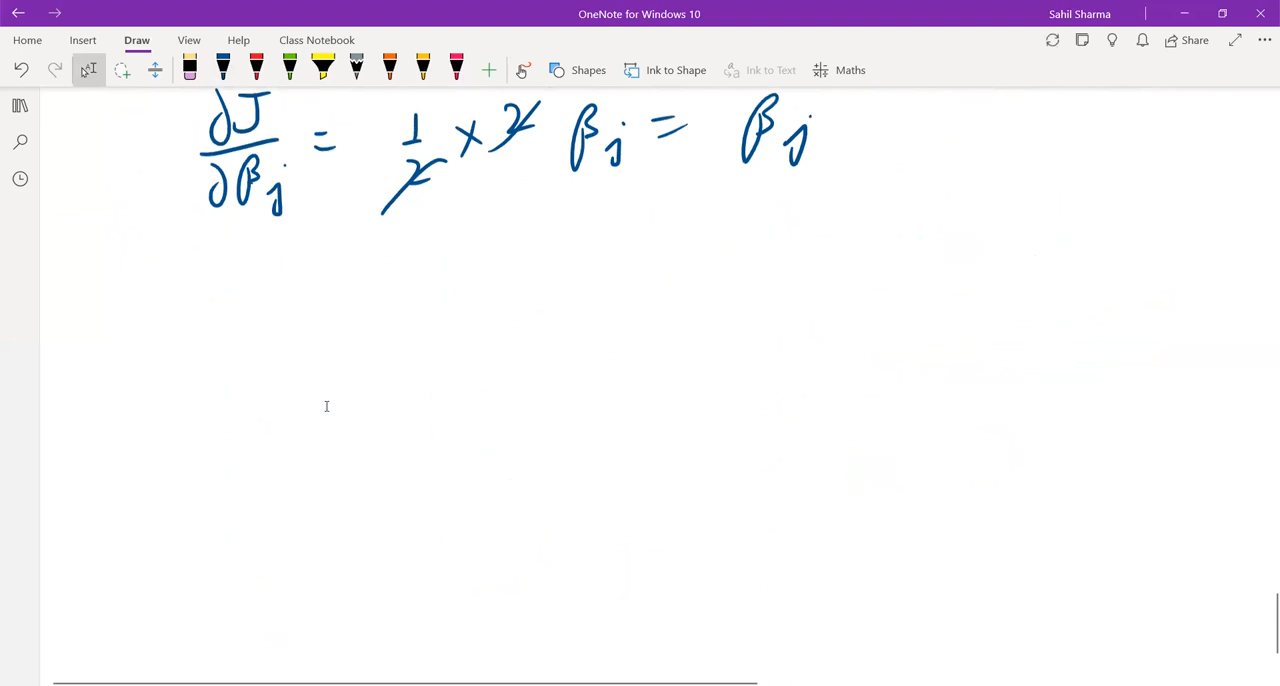 OneNote for Windows 10
Sahil Sharma
Home Insert Draw View Help Class Notebook
Share
Shapes Ink to Shape Ink to Text Maths
∂J/∂βj = 1/2 × 2 βj = βj